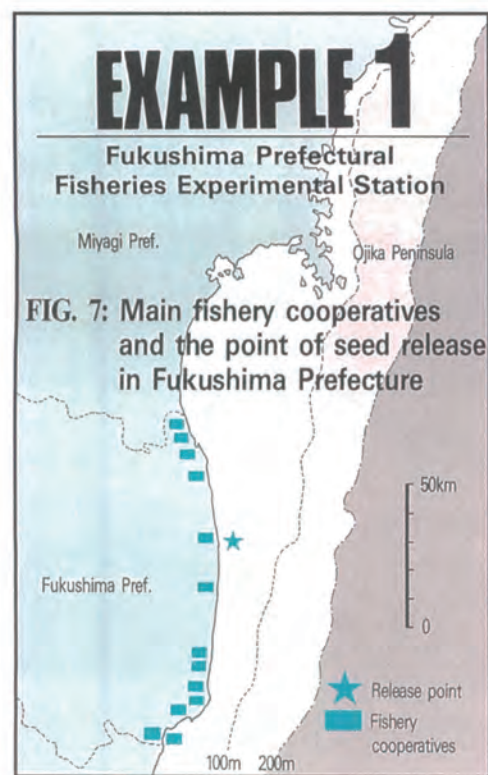 EXAMPLE 1
Fukushima Prefectural
Fisheries Experimental Station
Miyagi Pref.
Ojika Peninsula
FIG. 7: Main fishery cooperatives
and the point of seed release
in Fukushima Prefecture
50km
0
Fukushima Pref.
Release point
Fishery
cooperatives
100m 200m